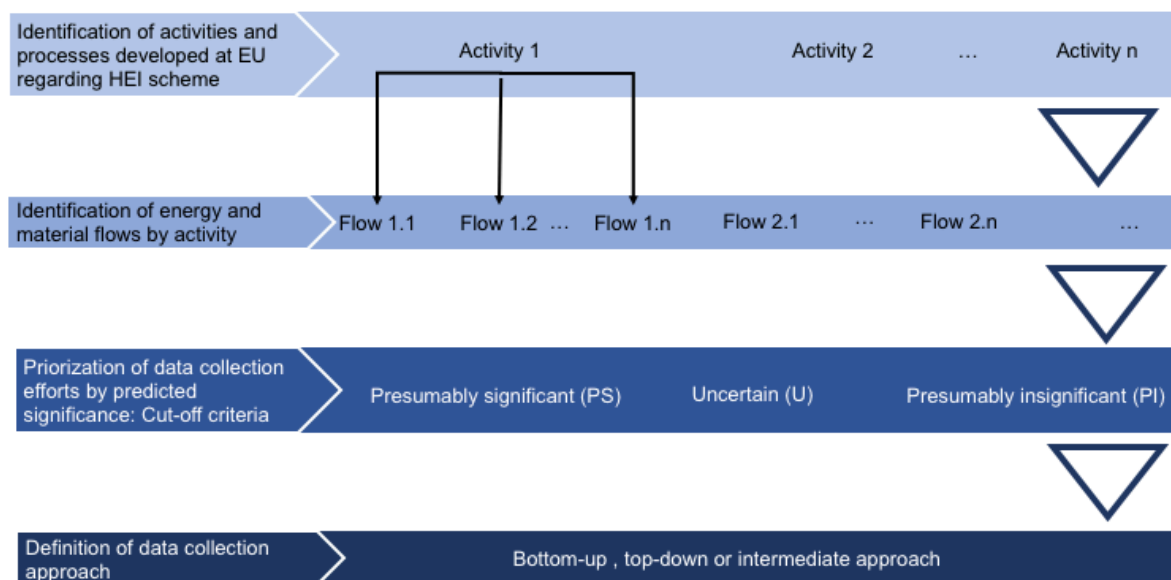 Identification of activities and
processes developed at EU
regarding HEI scheme
Activity 1
Activity 2
...
Activity n
Identification of energy and
material flows by activity
Flow 1.1
Flow 1.2
...
Flow 1.n
Flow 2.1
...
Flow 2.n
...
Priorization of data collection
efforts by predicted
significance: Cut-off criteria
Presumably significant (PS)
Uncertain (U)
Presumably insignificant (PI)
Definition of data collection
approach
Bottom-up , top-down or intermediate approach